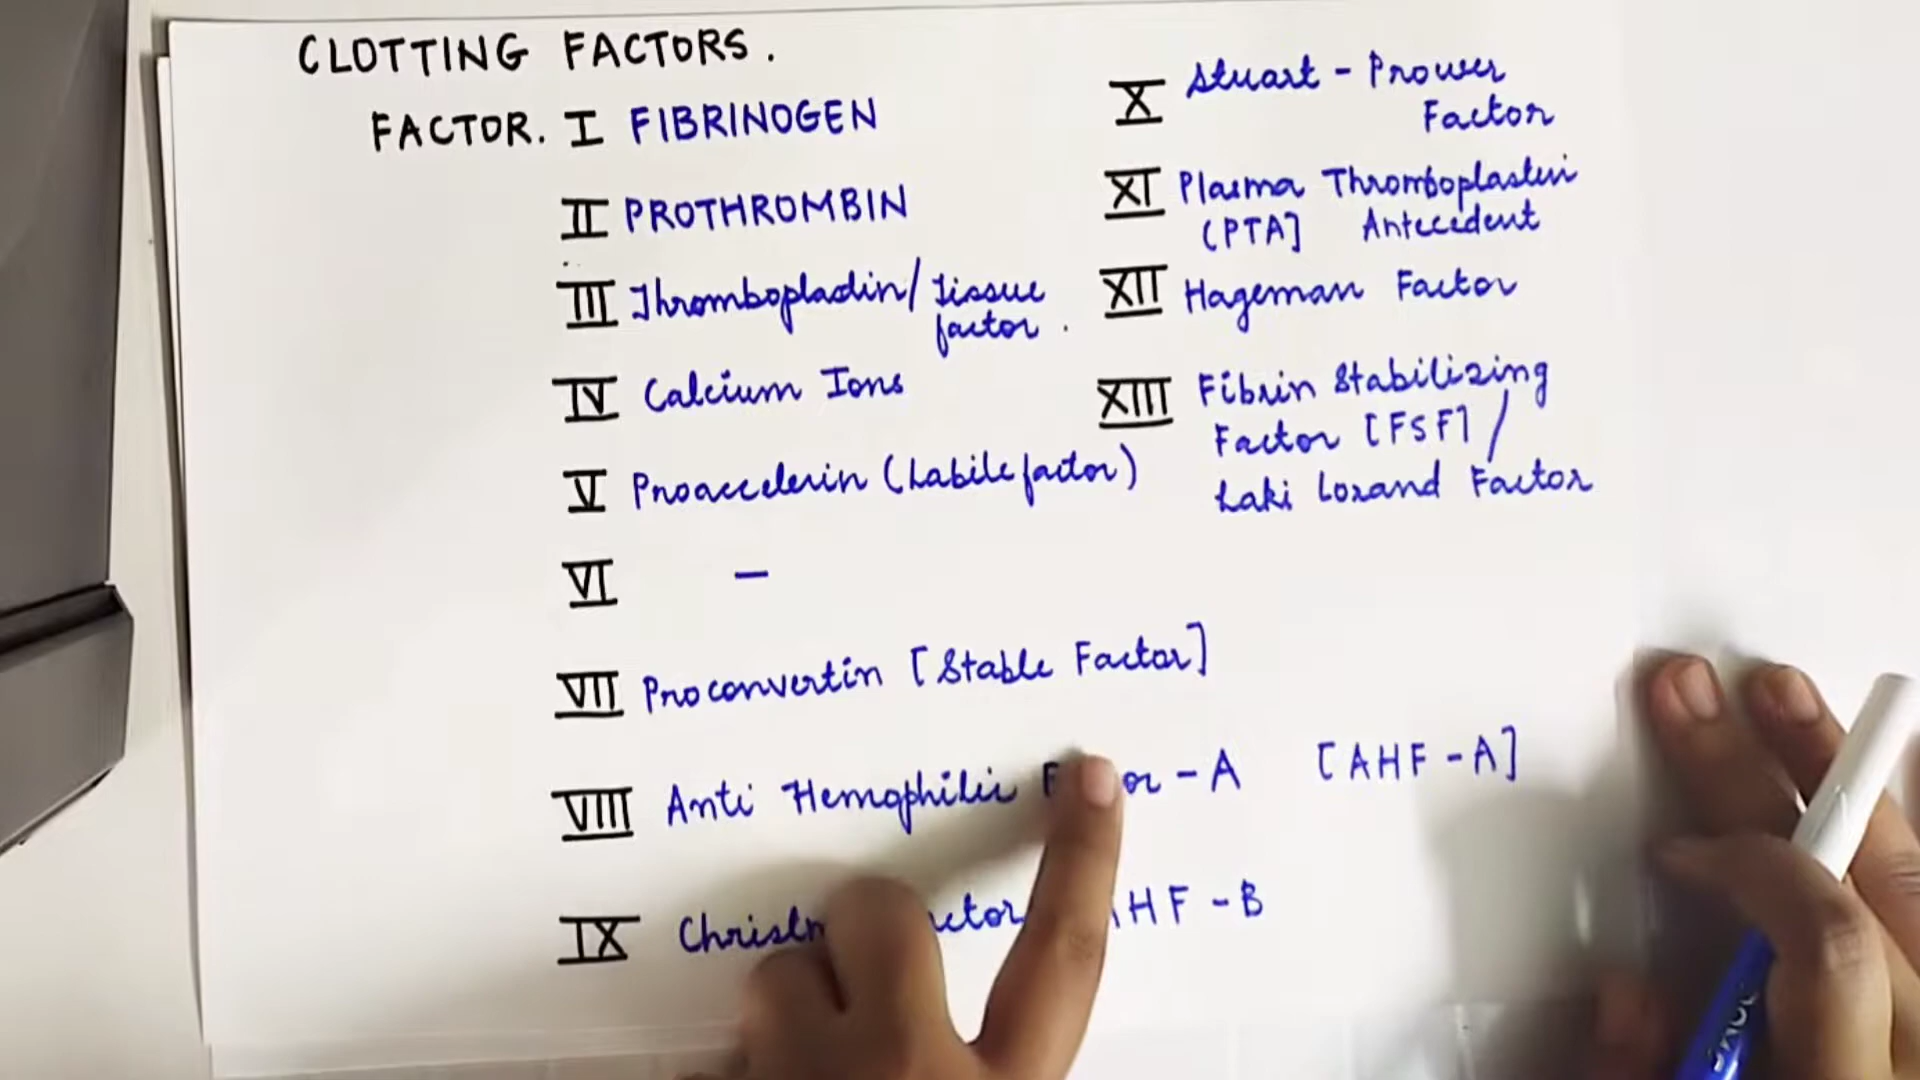 CLOTTING FACTORS.
FACTOR. I FIBRINOGEN
II PROTHROMBIN
III Thromboplastin/ Tissue
factor.
IV Calcium Ions
V Proaccelerin (Labile factor)
VI –
VII Proconvertin [Stable Factor]
VIII Anti Hemophilic - A [AHF-A]
IX HF-B
X Stuart - Prower
Factor
XI Plasma Thromboplastin
(PTA] Antecedent
XII Hageman Factor
XIII Fibrin Stabilizing
Factor [FSF] /
Laki Lorand Factor